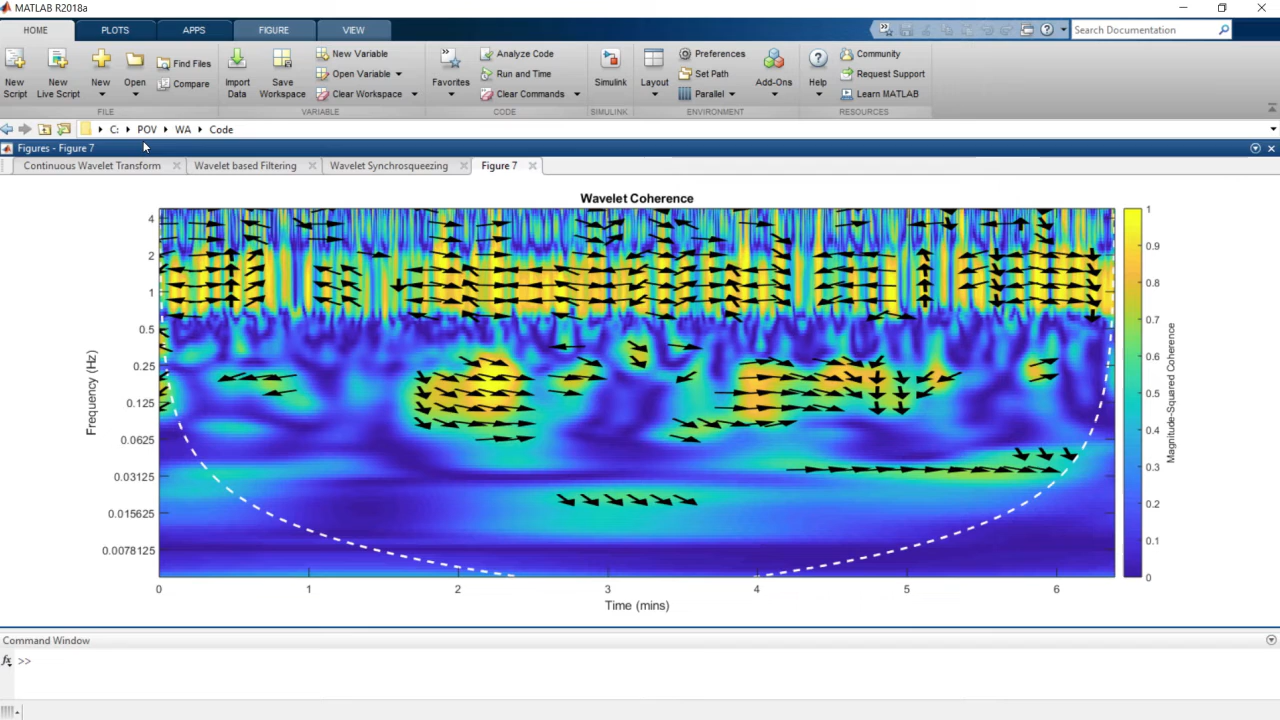 MATLAB R2018a
HOME PLOTS APPS FIGURE VIEW
Search Documentation
New Script
New Live Script
New
Open
Find Files
Compare
FILE
Import Data
Save Workspace
New Variable
Open Variable
Clear Workspace
VARIABLE
Favorites
Analyze Code
Run and Time
Clear Commands
CODE
Simulink
SIMULINK
Layout
Preferences
Set Path
Parallel
Add-Ons
ENVIRONMENT
Help
Community
Request Support
Learn MATLAB
RESOURCES
C: POV WA Code
Figures - Figure 7
Continuous Wavelet Transform Wavelet based Filtering Wavelet Synchrosqueezing Figure 7
Wavelet Coherence
Frequency (Hz)
4
2
1
0.5
0.25
0.125
0.0625
0.03125
0.015625
0.0078125
0 1 2 3 4 5 6
Time (mins)
1
0.9
0.8
0.7
0.6
0.5
0.4
0.3
0.2
0.1
0
Magnitude-Squared Coherence
Command Window
fx >>